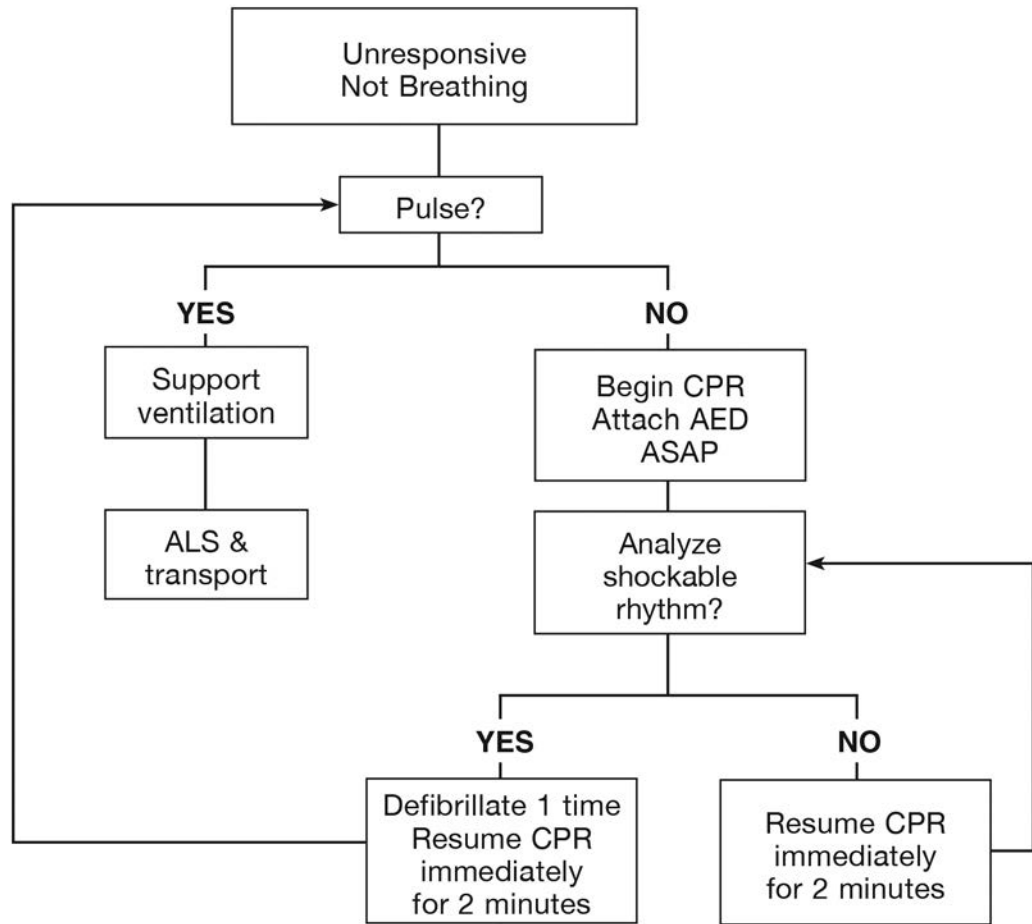 Unresponsive
Not Breathing
Pulse?
YES
NO
Support
ventilation
Begin CPR
Attach AED
ASAP
ALS &
transport
Analyze
shockable
rhythm?
YES
NO
Defibrillate 1 time
Resume CPR
immediately
for 2 minutes
Resume CPR
immediately
for 2 minutes